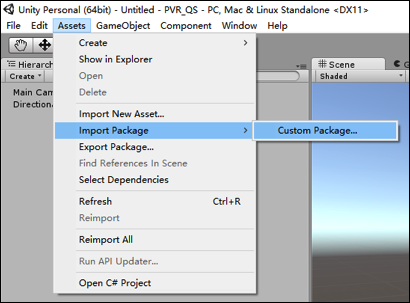 Unity Personal (64bit) - Untitled - PVR_QS - PC, Mac & Linux Standalone <DX11>
File Edit Assets GameObject Component Window Help
Hierarch
Create
Main Cam
Directiona
Create
Show in Explorer
Open
Delete
Import New Asset...
Import Package
Custom Package...
Export Package...
Find References In Scene
Select Dependencies
Refresh Ctrl+R
Reimport
Reimport All
Run API Updater...
Open C# Project
Scene
Shaded